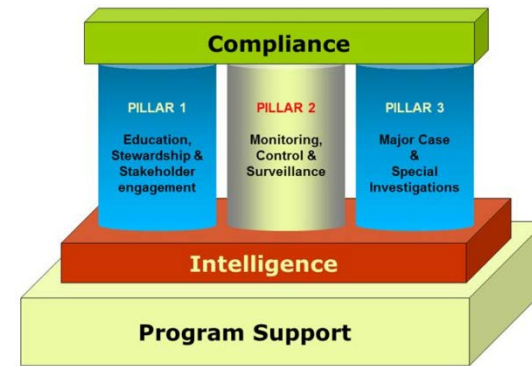 Compliance
PILLAR 1
Education,
Stewardship &
Stakeholder
engagement
PILLAR 2
Monitoring,
Control &
Surveillance
PILLAR 3
Major Case
&
Special
Investigations
Intelligence
Program Support